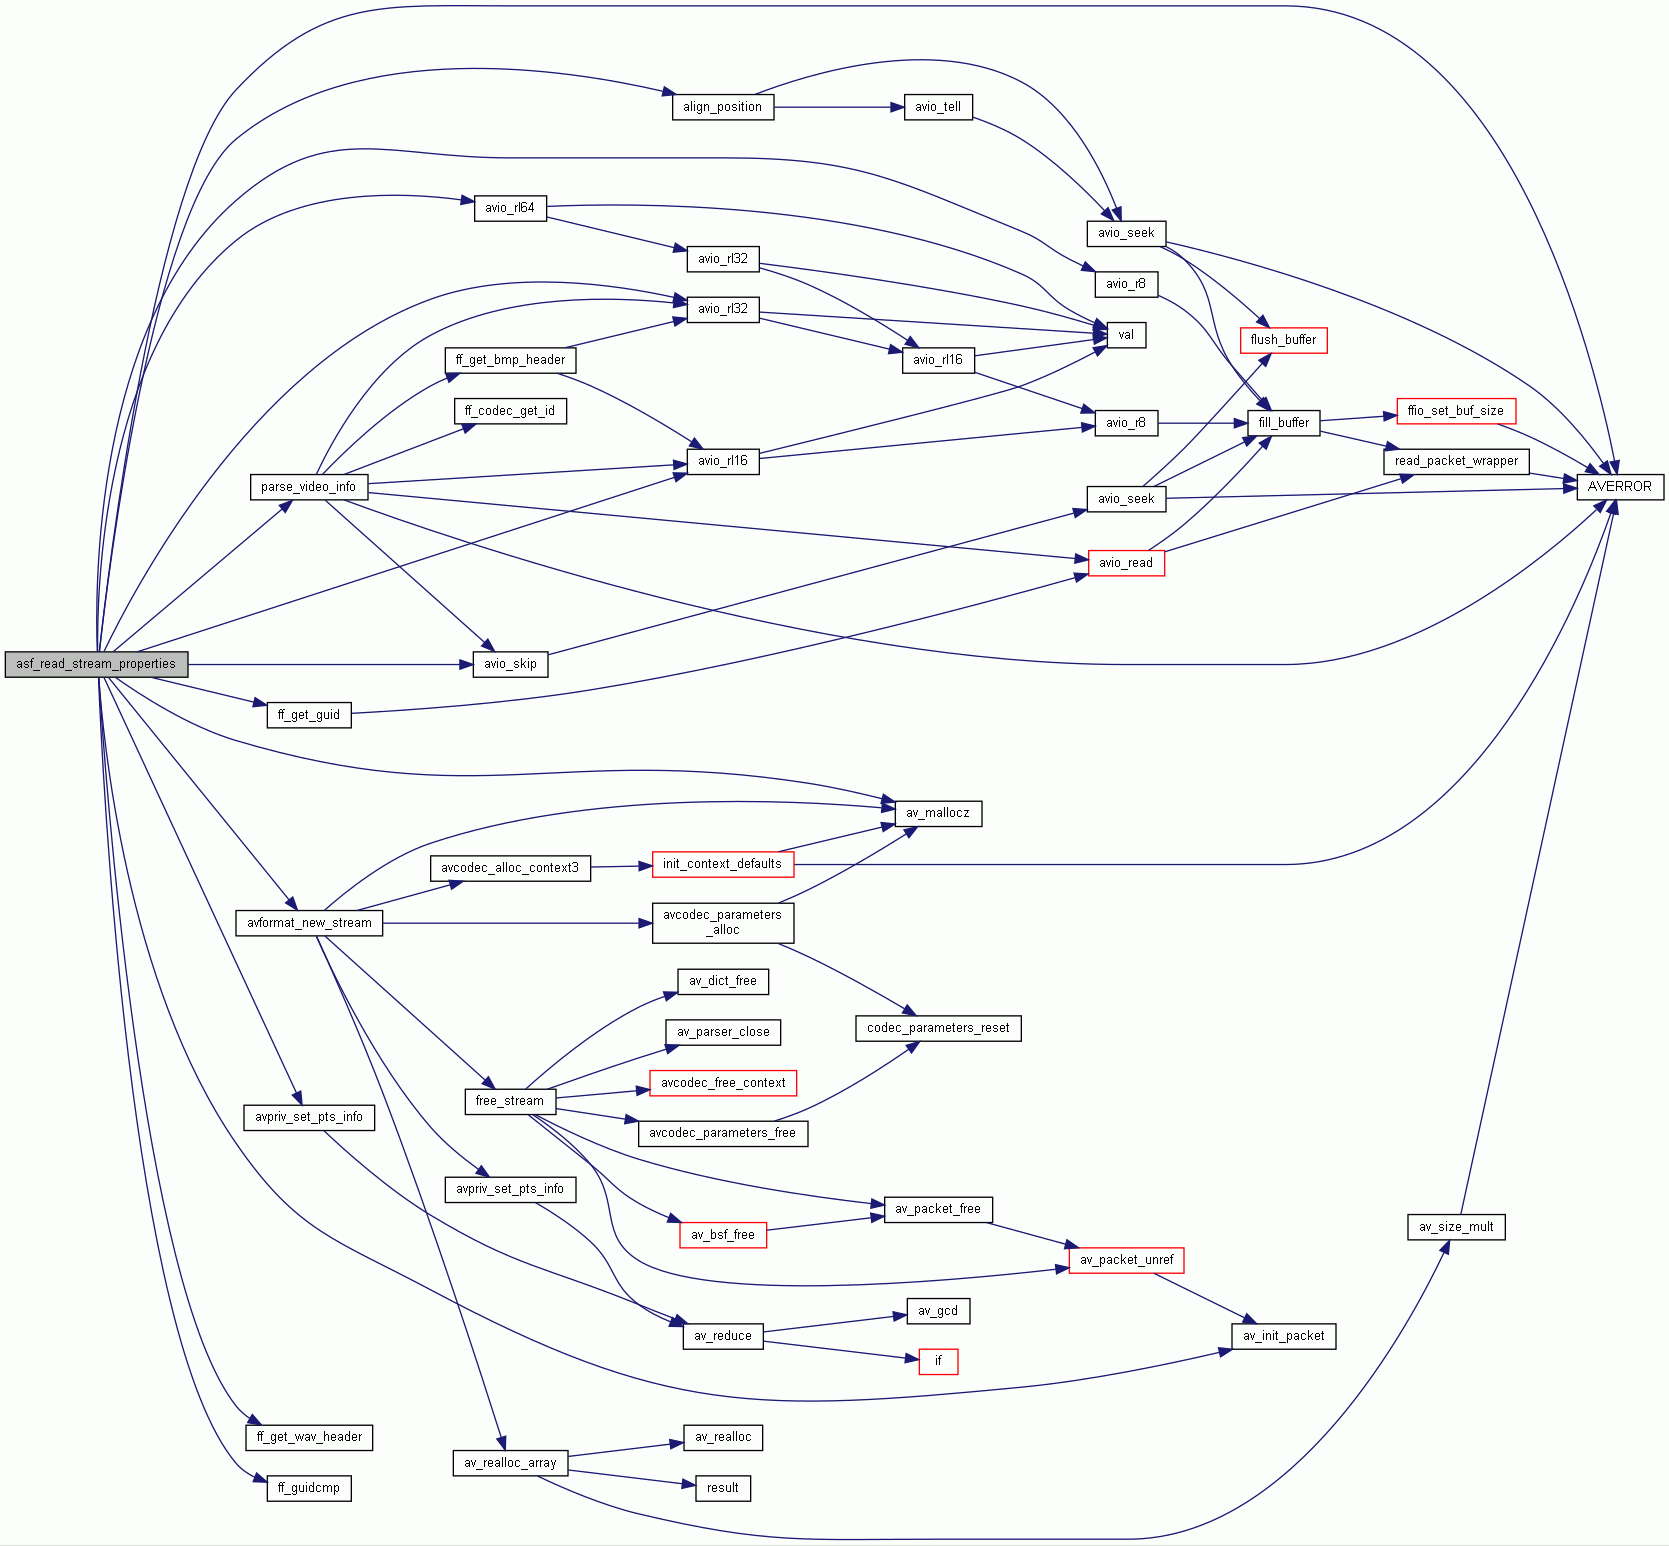 align_position
avio_tell
avio_rl64
avio_seek
avio_rl32
avio_r8
avio_rl32
val
flush_buffer
ff_get_bmp_header
avio_rl16
ff_codec_get_id
ffio_set_buf_size
avio_r8
fill_buffer
avio_rl16
read_packet_wrapper
parse_video_info
AVERROR
avio_seek
avio_read
asf_read_stream_properties
avio_skip
ff_get_guid
av_mallocz
avcodec_alloc_context3
init_context_defaults
avformat_new_stream
avcodec_parameters
_alloc
av_dict_free
av_parser_close
codec_parameters_reset
avcodec_free_context
free_stream
avpriv_set_pts_info
avcodec_parameters_free
avpriv_set_pts_info
av_packet_free
av_bsf_free
av_size_mult
av_packet_unref
av_gcd
av_reduce
av_init_packet
if
ff_get_wav_header
av_realloc
av_realloc_array
ff_guidcmp
result